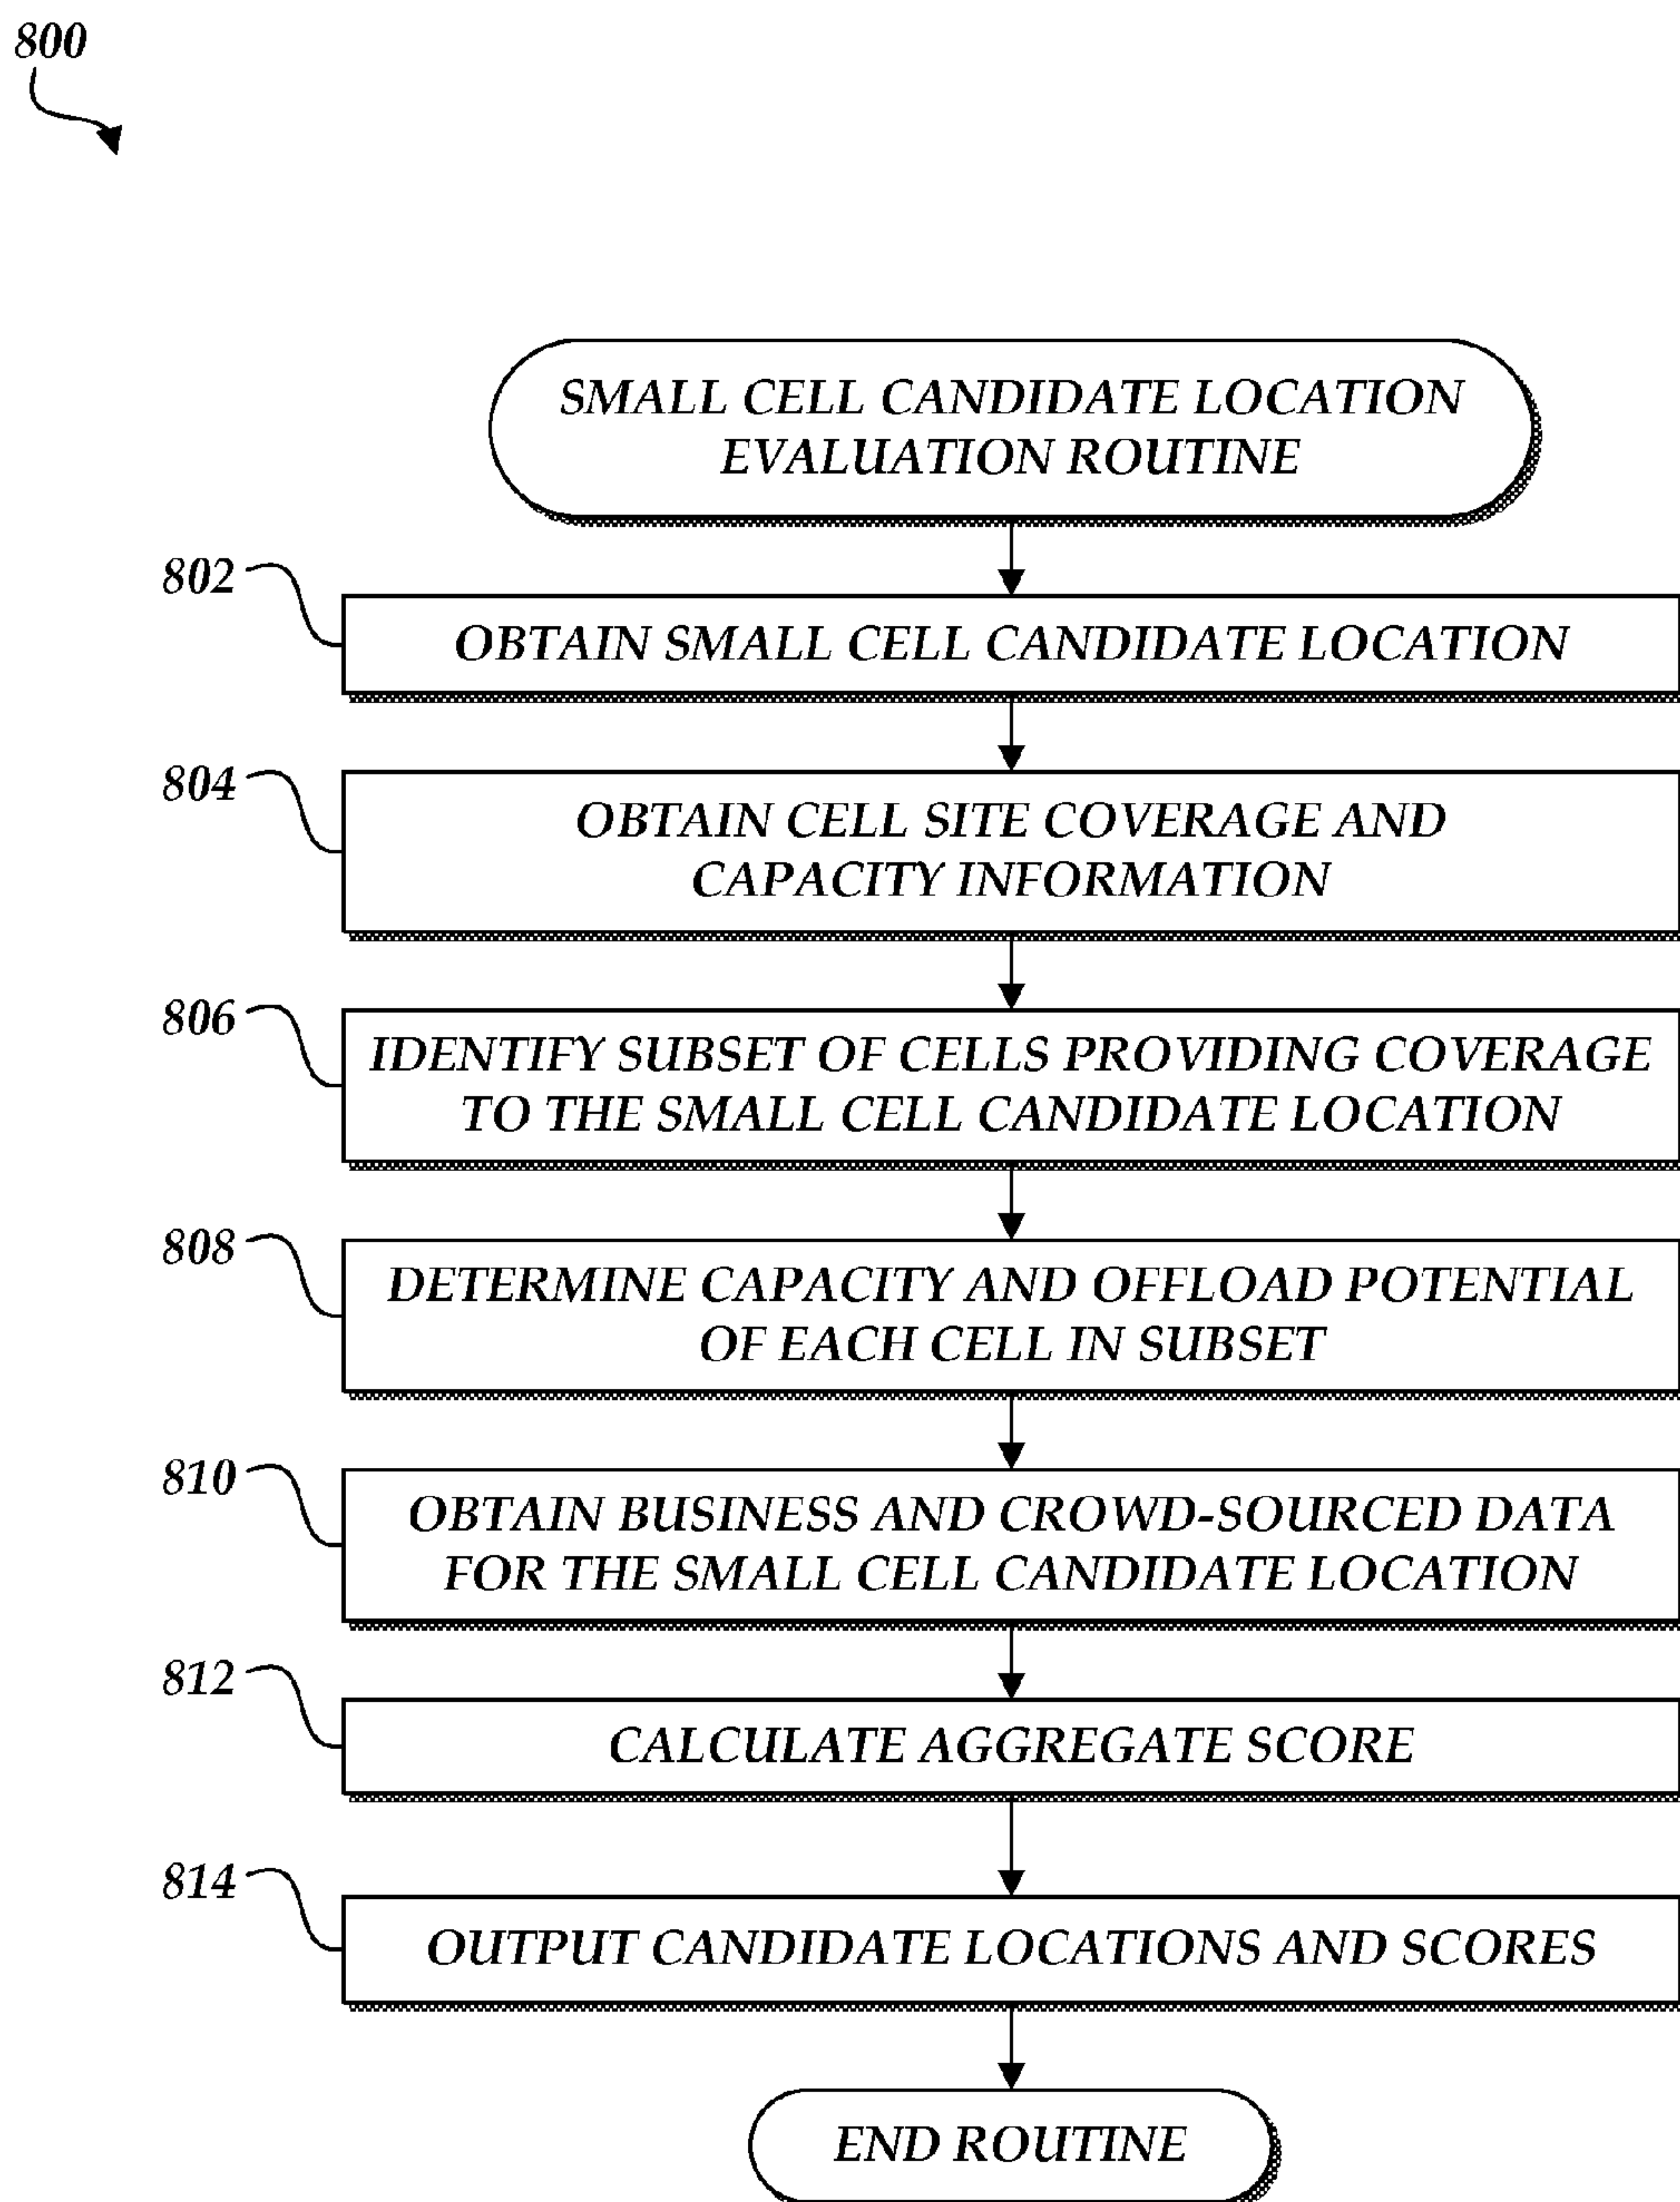 800
SMALL CELL CANDIDATE LOCATION
EVALUATION ROUTINE
802
OBTAIN SMALL CELL CANDIDATE LOCATION
804
OBTAIN CELL SITE COVERAGE AND
CAPACITY INFORMATION
806
IDENTIFY SUBSET OF CELLS PROVIDING COVERAGE
TO THE SMALL CELL CANDIDATE LOCATION
808
DETERMINE CAPACITY AND OFFLOAD POTENTIAL
OF EACH CELL IN SUBSET
810
OBTAIN BUSINESS AND CROWD-SOURCED DATA
FOR THE SMALL CELL CANDIDATE LOCATION
812
CALCULATE AGGREGATE SCORE
814
OUTPUT CANDIDATE LOCATIONS AND SCORES
END ROUTINE